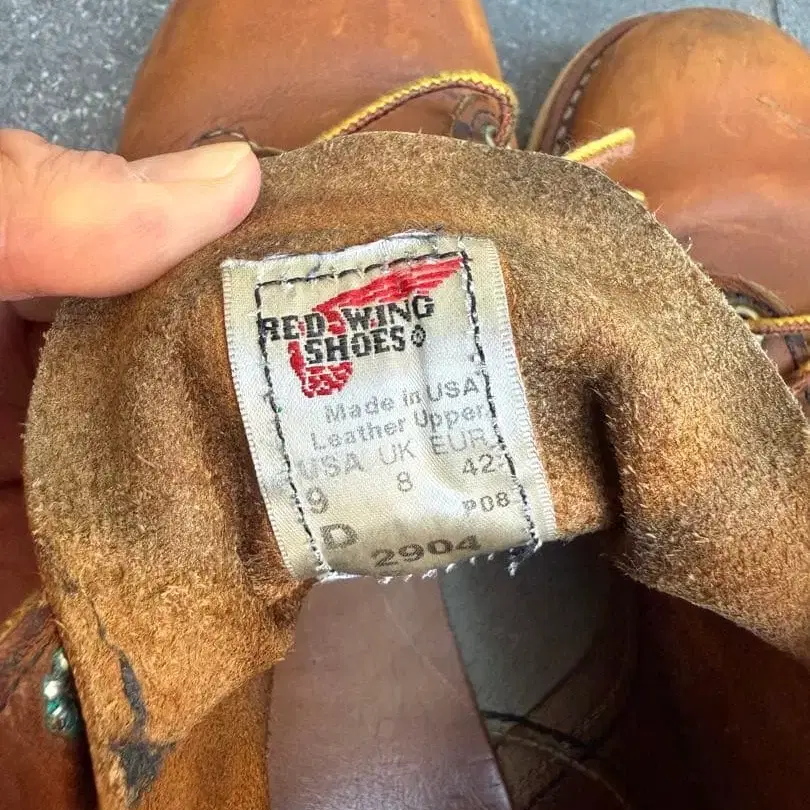 RED WING
SHOES®
Made in USA
Leather Upper
USA UK EUR
9 8 42
D P08
2904